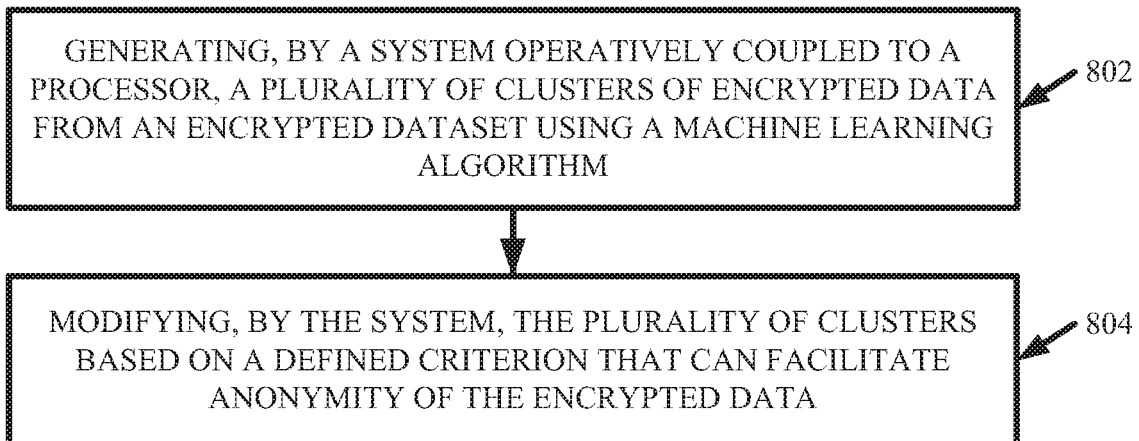 GENERATING, BY A SYSTEM OPERATIVELY COUPLED TO A
PROCESSOR, A PLURALITY OF CLUSTERS OF ENCRYPTED DATA
FROM AN ENCRYPTED DATASET USING A MACHINE LEARNING
ALGORITHM
802
MODIFYING, BY THE SYSTEM, THE PLURALITY OF CLUSTERS
BASED ON A DEFINED CRITERION THAT CAN FACILITATE
ANONYMITY OF THE ENCRYPTED DATA
804